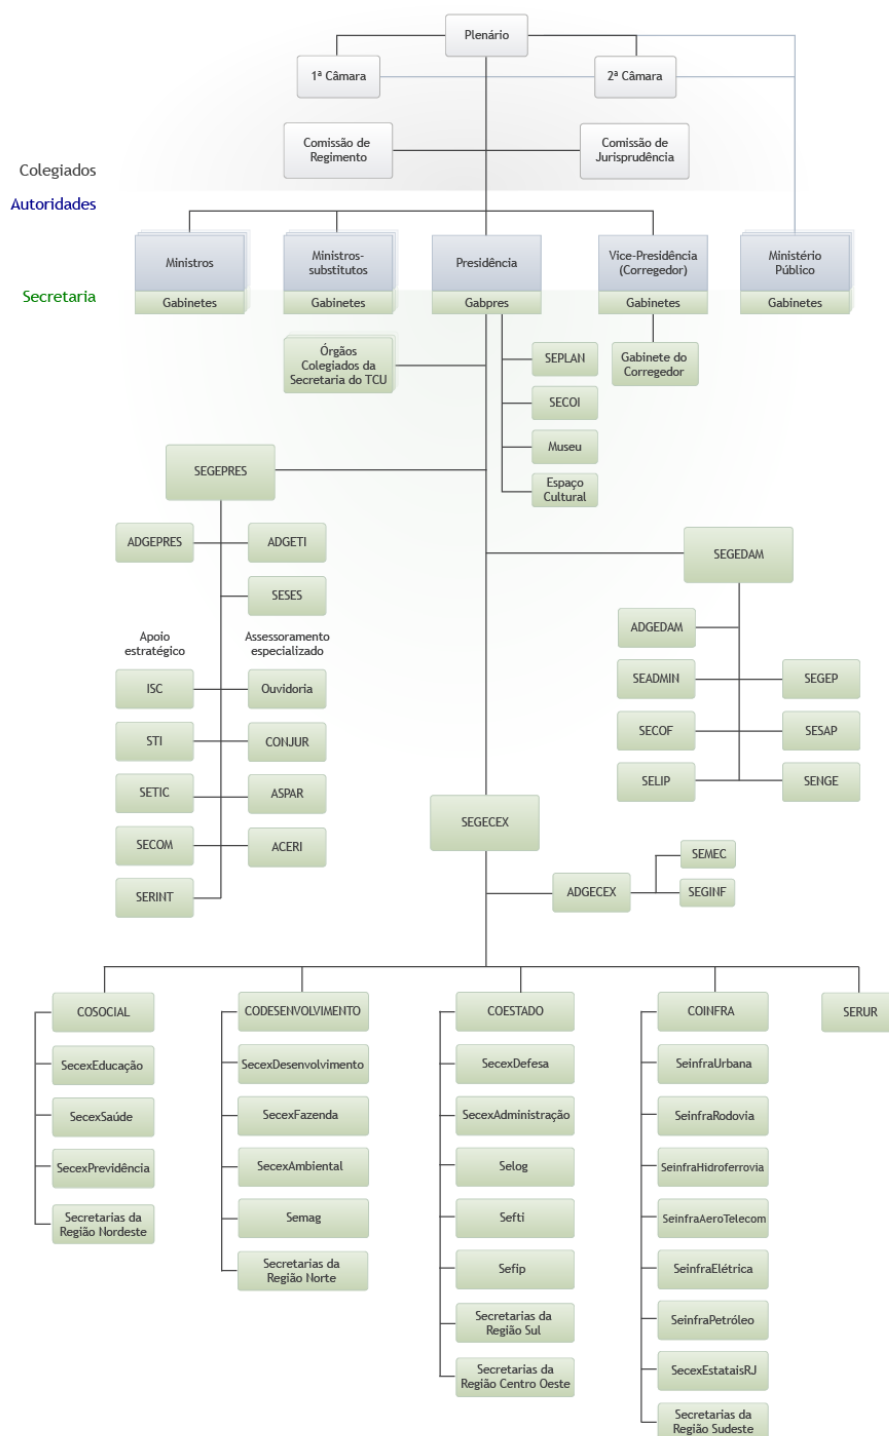 Plenário
1ª Câmara
2ª Câmara
Comissão de
Regimento
Comissão de
Jurisprudência
Colegiados
Autoridades
Ministros
Gabinetes
Ministros-
substitutos
Gabinetes
Presidência
Gabpres
Vice-Presidência
(Corregedor)
Gabinetes
Ministério
Público
Gabinetes
Secretaria
Órgãos
Colegiados da
Secretaria do TCU
SEPLAN
Gabinete do
Corregedor
SECOI
Museu
Espaço
Cultural
SEGEPRES
ADGEPRES
ADGETI
SESES
Apoio
estratégico
Assessoramento
especializado
ISC
Ouvidoria
STI
CONJUR
SETIC
ASPAR
SECOM
ACERI
SERINT
SEGEDAM
ADGEDAM
SEADMIN
SEGEP
SECOF
SESAP
SELIP
SENGE
SEGECEX
ADGECEX
SEMEC
SEGINF
COSOCIAL
SecexEducação
SecexSaúde
SecexPrevidência
Secretarias da
Região Nordeste
CODESENVOLVIMENTO
SecexDesenvolvimento
SecexFazenda
SecexAmbiental
Semag
Secretarias da
Região Norte
COESTADO
SecexDefesa
SecexAdministração
Selog
Sefti
Sefip
Secretarias da
Região Sul
Secretarias da
Região Centro Oeste
COINFRA
SeinfraUrbana
SeinfraRodovia
SeinfraHidroferrovia
SeinfraAeroTelecom
SeinfraElétrica
SeinfraPetróleo
SecexEstataisRJ
Secretarias da
Região Sudeste
SERUR